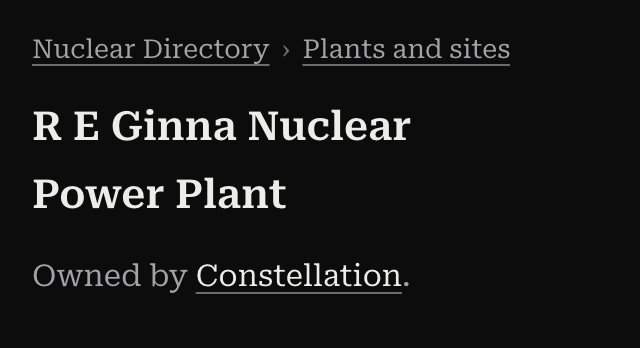 Nuclear Directory › Plants and sites
R E Ginna Nuclear
Power Plant
Owned by Constellation.